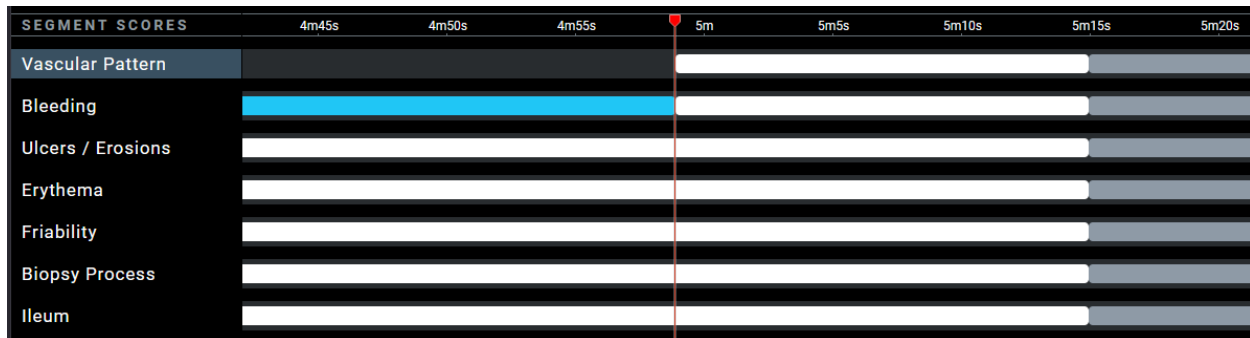 SEGMENT SCORES 4m45s 4m50s 4m55s 5m 5m5s 5m10s 5m15s 5m20s
Vascular Pattern
Bleeding
Ulcers / Erosions
Erythema
Friability
Biopsy Process
Ileum